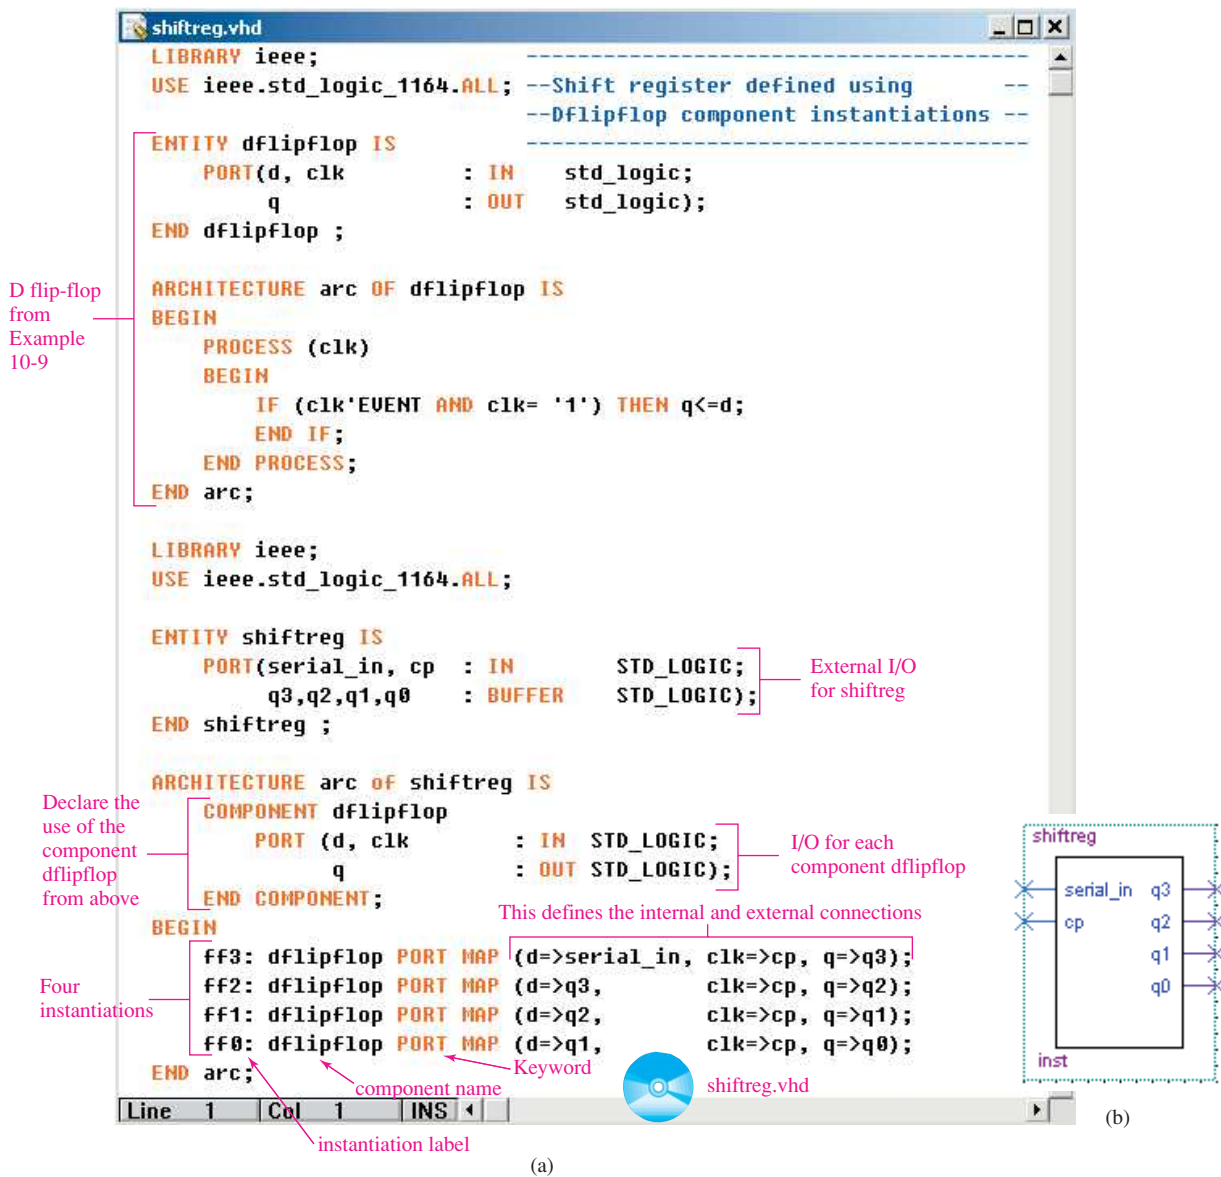 shiftreg.vhd
LIBRARY ieee; ---------------------------------------
USE ieee.std_logic_1164.ALL; --Shift register defined using --
--Dflipflop component instantiations --
ENTITY dflipflop IS ---------------------------------------
PORT(d, clk : IN std_logic;
q : OUT std_logic);
END dflipflop ;
D flip-flop
from
Example
10-9
ARCHITECTURE arc OF dflipflop IS
BEGIN
PROCESS (clk)
BEGIN
IF (clk'EVENT AND clk= '1') THEN q<=d;
END IF;
END PROCESS;
END arc;
LIBRARY ieee;
USE ieee.std_logic_1164.ALL;
ENTITY shiftreg IS
PORT(serial_in, cp : IN STD_LOGIC;
q3,q2,q1,q0 : BUFFER STD_LOGIC);
END shiftreg ;
External I/O
for shiftreg
ARCHITECTURE arc of shiftreg IS
COMPONENT dflipflop
PORT (d, clk : IN STD_LOGIC;
q : OUT STD_LOGIC);
END COMPONENT;
Declare the
use of the
component
dflipflop
from above
I/O for each
component dflipflop
BEGIN
This defines the internal and external connections
ff3: dflipflop PORT MAP (d=>serial_in, clk=>cp, q=>q3);
ff2: dflipflop PORT MAP (d=>q3, clk=>cp, q=>q2);
ff1: dflipflop PORT MAP (d=>q2, clk=>cp, q=>q1);
ff0: dflipflop PORT MAP (d=>q1, clk=>cp, q=>q0);
END arc;
Four
instantiations
Keyword
component name
shiftreg.vhd
Line 1 Col 1 INS
instantiation label
(a)
shiftreg
serial_in q3
cp q2
q1
q0
inst
(b)